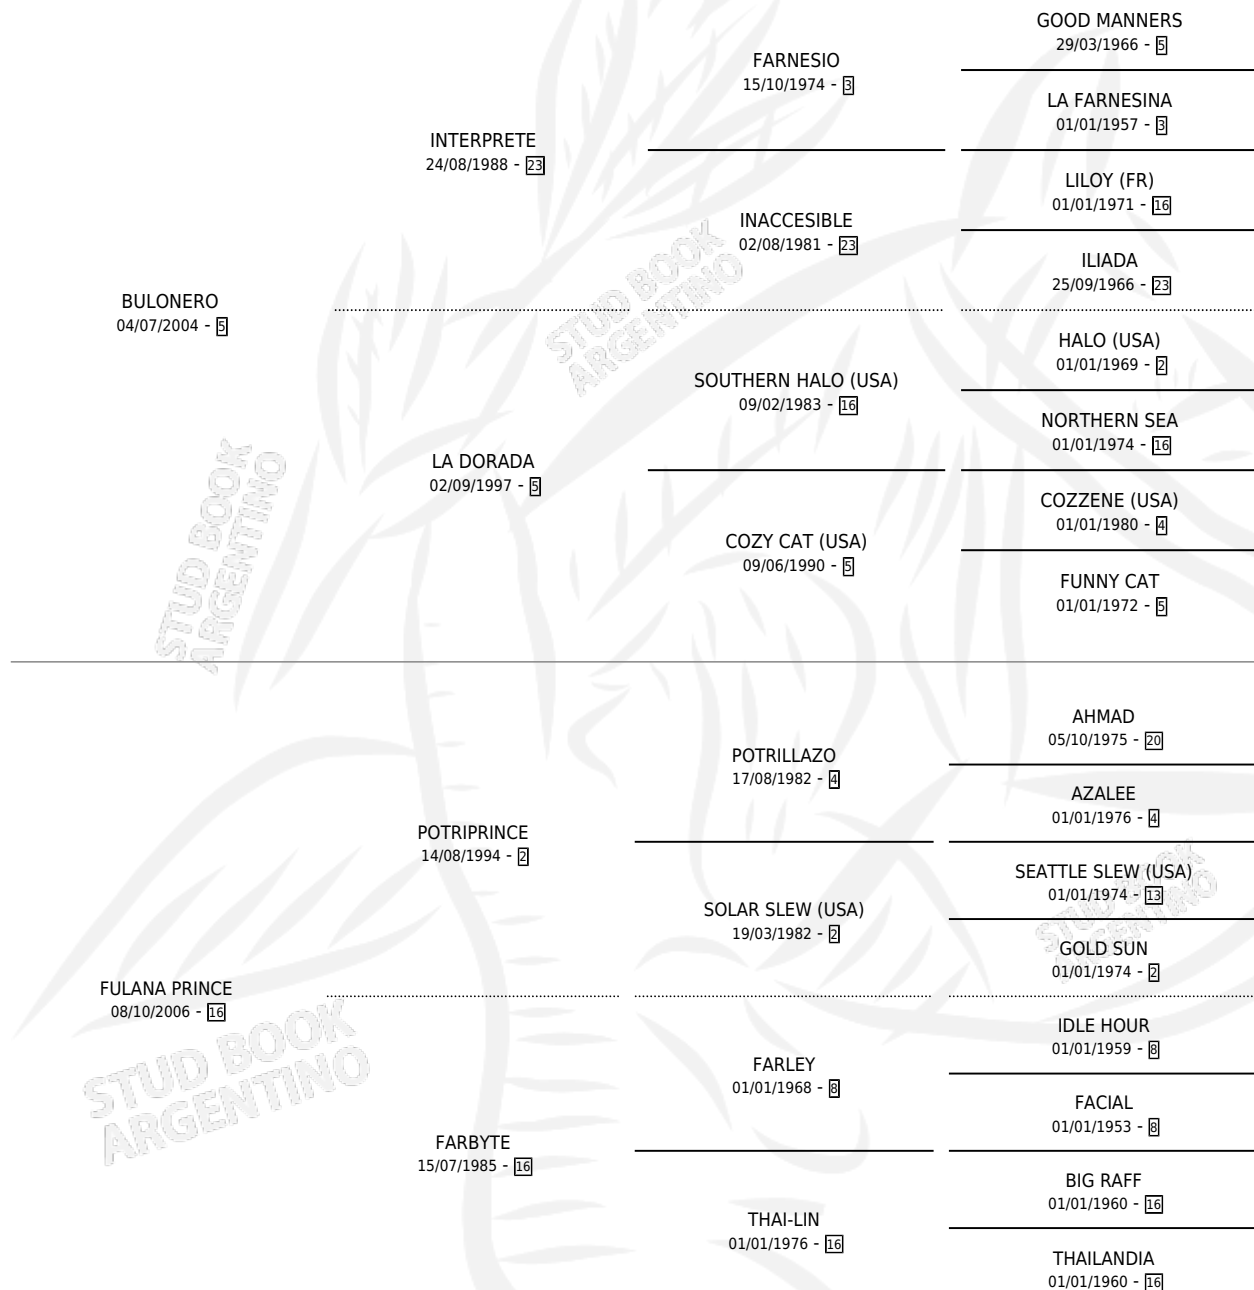 GOOD MANNERS
29/03/1966 - 5
FARNESIO
15/10/1974 - 3
LA FARNESINA
01/01/1957 - 3
INTERPRETE
24/08/1988 - 23
LILOY (FR)
01/01/1971 - 16
INACCESIBLE
02/08/1981 - 23
ILIADA
25/09/1966 - 23
BULONERO
04/07/2004 - 5
HALO (USA)
01/01/1969 - 2
SOUTHERN HALO (USA)
09/02/1983 - 16
NORTHERN SEA
01/01/1974 - 16
LA DORADA
02/09/1997 - 5
COZZENE (USA)
01/01/1980 - 4
COZY CAT (USA)
09/06/1990 - 5
FUNNY CAT
01/01/1972 - 5
STUD BOOK
ARGENTINO
STUD BOOK
ARGENTINO
AHMAD
05/10/1975 - 20
POTRILLAZO
17/08/1982 - 4
AZALEE
01/01/1976 - 4
POTRIPRINCE
14/08/1994 - 2
SEATTLE SLEW (USA)
01/01/1974 - 13
SOLAR SLEW (USA)
19/03/1982 - 2
GOLD SUN
01/01/1974 - 2
FULANA PRINCE
08/10/2006 - 16
IDLE HOUR
01/01/1959 - 8
FARLEY
01/01/1968 - 8
FACIAL
01/01/1953 - 8
FARBYTE
15/07/1985 - 16
BIG RAFF
01/01/1960 - 16
THAI-LIN
01/01/1976 - 16
THAILANDIA
01/01/1960 - 16
STUD BOOK
ARGENTINO
STUD BOOK
ARGENTINO